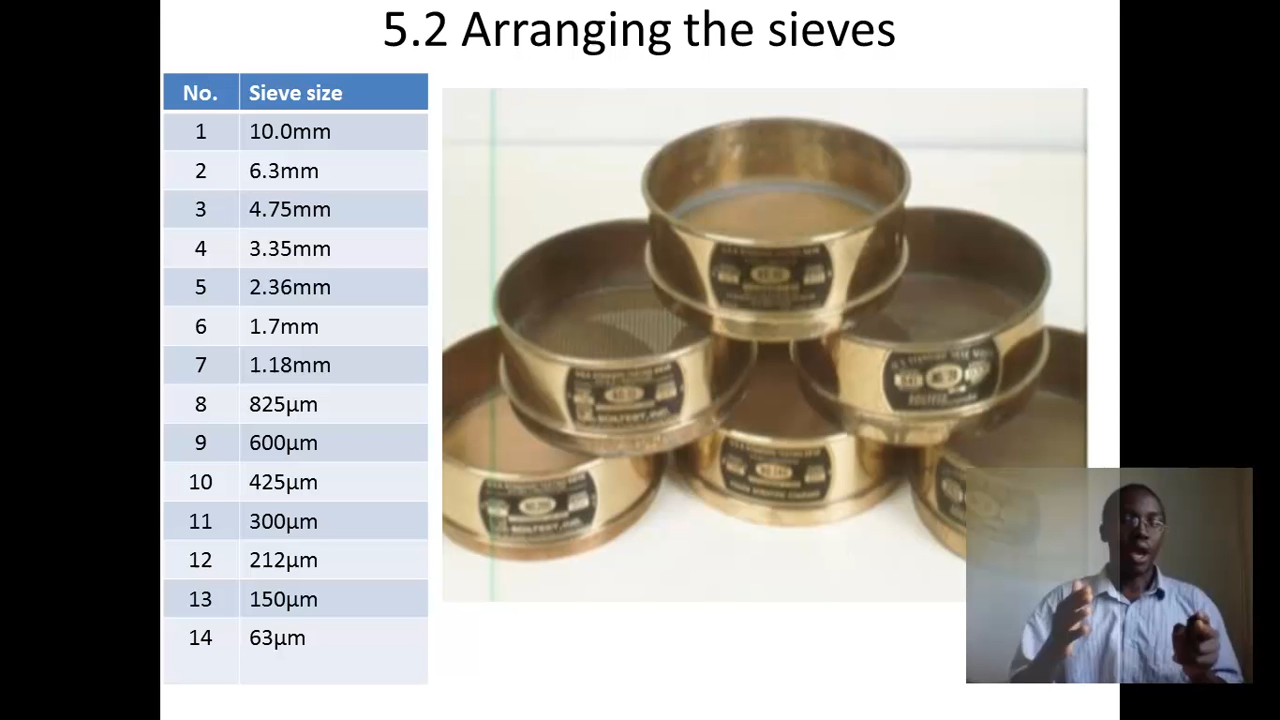 5.2 Arranging the sieves
No. Sieve size
1 10.0mm
2 6.3mm
3 4.75mm
4 3.35mm
5 2.36mm
6 1.7mm
7 1.18mm
8 825µm
9 600µm
10 425µm
11 300µm
12 212µm
13 150µm
14 63µm
SOILTEST, INC.